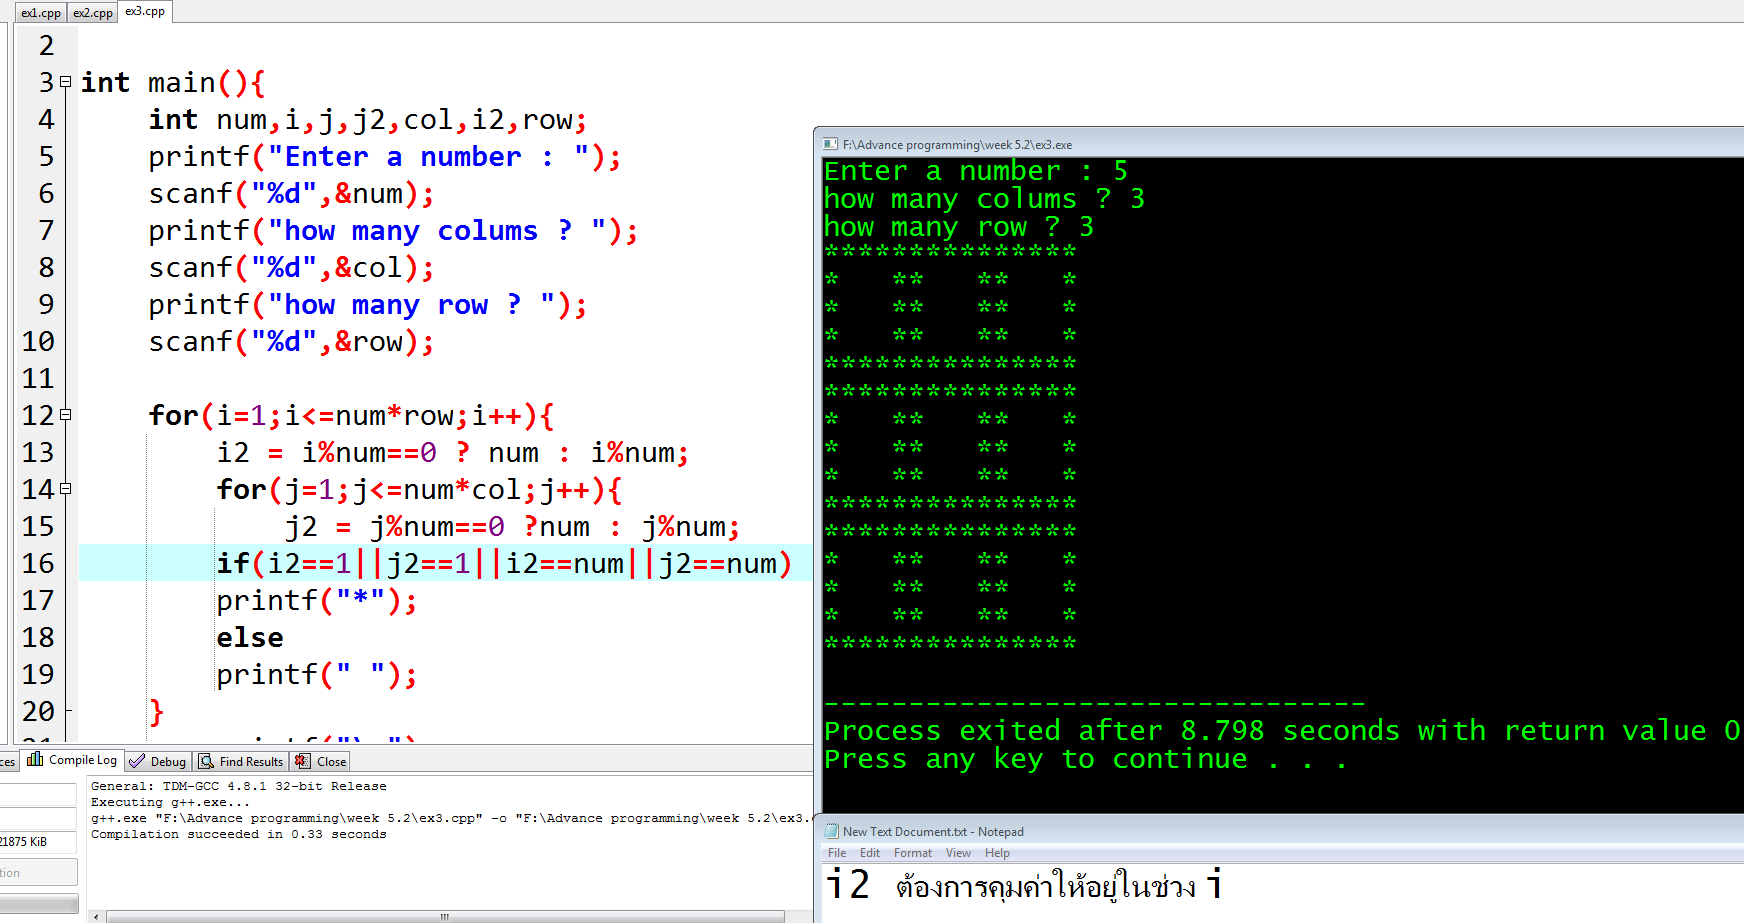 ex1.cpp ex2.cpp ex3.cpp
2
3 int main(){
4 int num,i,j,j2,col,i2,row;
5 printf("Enter a number : ");
6 scanf("%d",&num);
7 printf("how many colums ? ");
8 scanf("%d",&col);
9 printf("how many row ? ");
10 scanf("%d",&row);
11
12 for(i=1;i<=num*row;i++){
13 i2 = i%num==0 ? num : i%num;
14 for(j=1;j<=num*col;j++){
15 j2 = j%num==0 ?num : j%num;
16 if(i2==1||j2==1||i2==num||j2==num)
17 printf("*");
18 else
19 printf(" ");
20 }
F:\Advance programming\week 5.2\ex3.exe
Enter a number : 5
how many colums ? 3
how many row ? 3
***************
*   **   **   *
*   **   **   *
*   **   **   *
***************
***************
*   **   **   *
*   **   **   *
*   **   **   *
***************
***************
*   **   **   *
*   **   **   *
*   **   **   *
***************
--------------------------------
Process exited after 8.798 seconds with return value 0
Press any key to continue . . .
Compile Log Debug Find Results Close
General: TDM-GCC 4.8.1 32-bit Release
Executing g++.exe...
g++.exe "F:\Advance programming\week 5.2\ex3.cpp" -o "F:\Advance programming\week 5.2\ex3.
Compilation succeeded in 0.33 seconds
21875 KiB
New Text Document.txt - Notepad
File Edit Format View Help
i2 ต้องการคุมค่าให้อยู่ในช่วง i